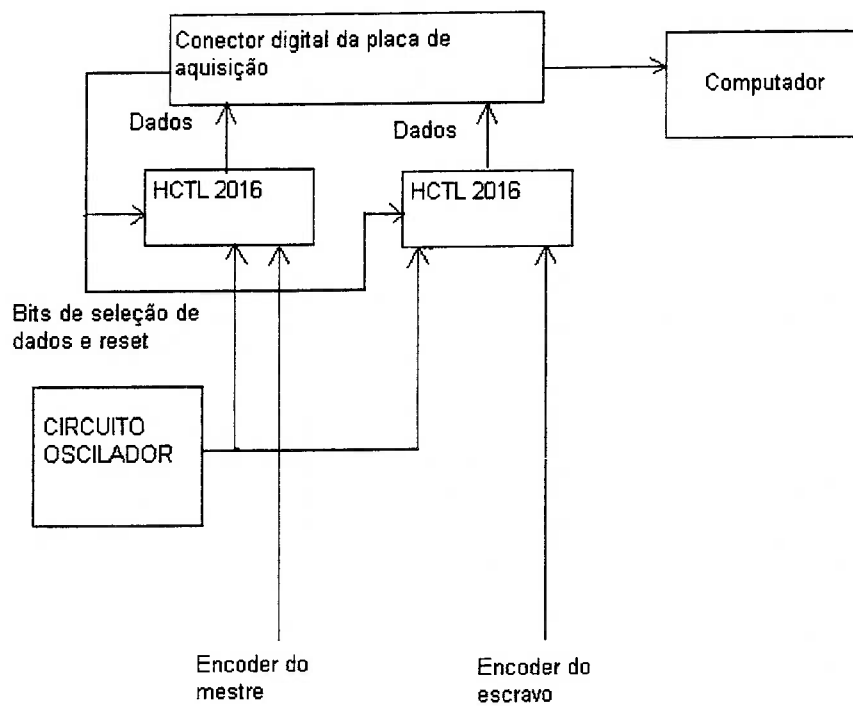 Conector digital da placa de
aquisição
Computador
Dados
Dados
HCTL 2016
HCTL 2016
Bits de seleção de
dados e reset
CIRCUITO
OSCILADOR
Encoder do
mestre
Encoder do
escravo